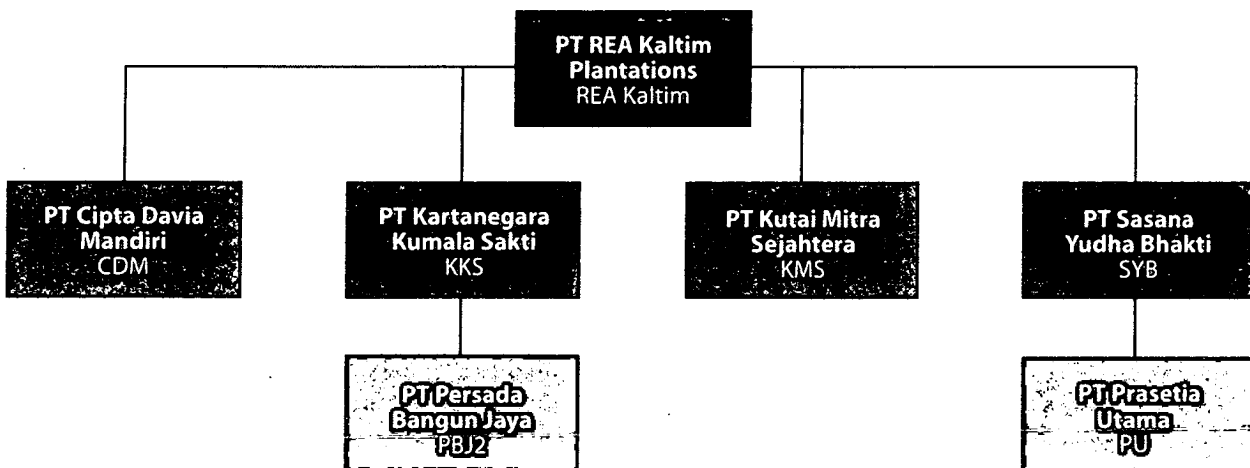 PT REA Kaltim
Plantations
REA Kaltim
PT Cipta Davia
Mandiri
CDM
PT Kartanegara
Kumala Sakti
KKS
PT Kutai Mitra
Sejahtera
KMS
PT Sasana
Yudha Bhakti
SYB
PT Persada
Bangun Jaya
PBJ2
PT Prasetia
Utama
PU